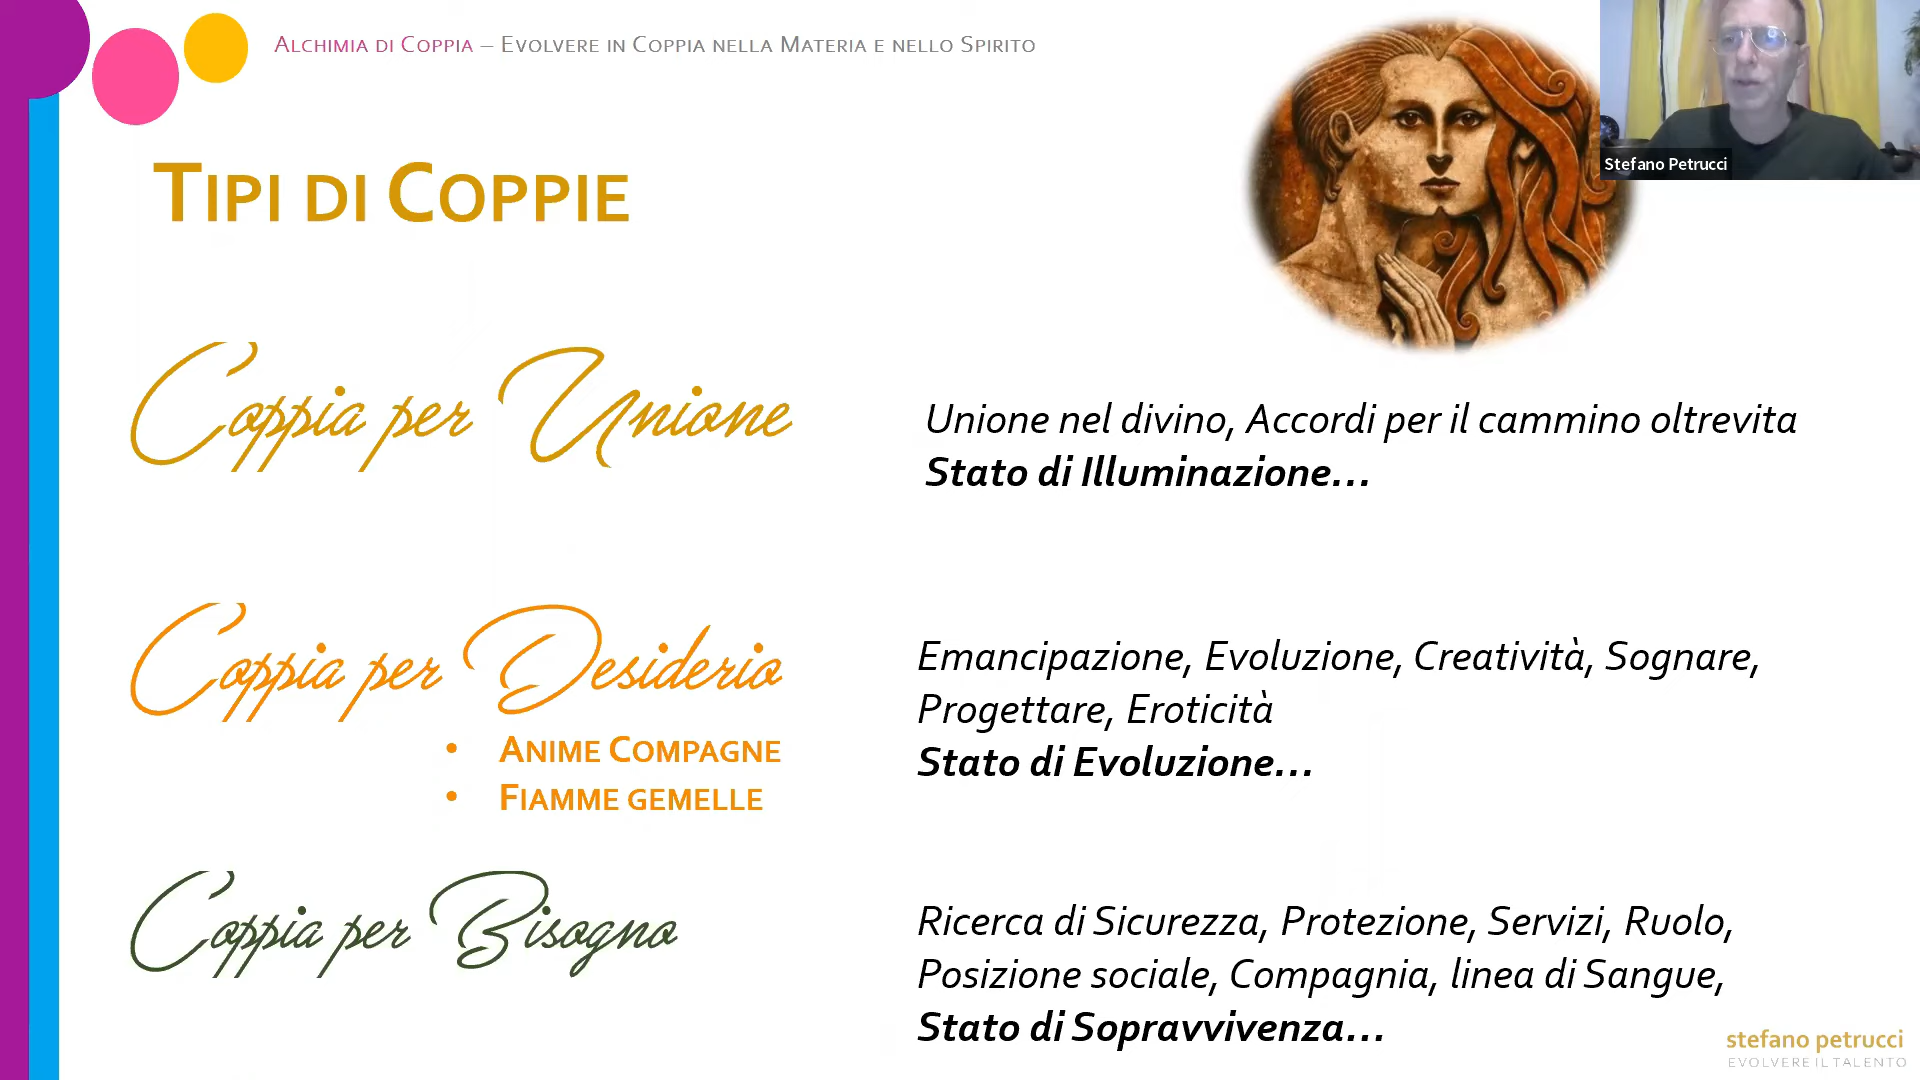 ALCHIMIA DI COPPIA – EVOLVERE IN COPPIA NELLA MATERIA E NELLO SPIRITO
Stefano Petrucci
TIPI DI COPPIE
Coppia per Unione
Unione nel divino, Accordi per il cammino oltrevita
Stato di Illuminazione...
Coppia per Desiderio
• ANIME COMPAGNE
• FIAMME GEMELLE
Emancipazione, Evoluzione, Creatività, Sognare,
Progettare, Eroticità
Stato di Evoluzione...
Coppia per Bisogno
Ricerca di Sicurezza, Protezione, Servizi, Ruolo,
Posizione sociale, Compagnia, linea di Sangue,
Stato di Sopravvivenza...
stefano petrucci
EVOLVERE IL TALENTO